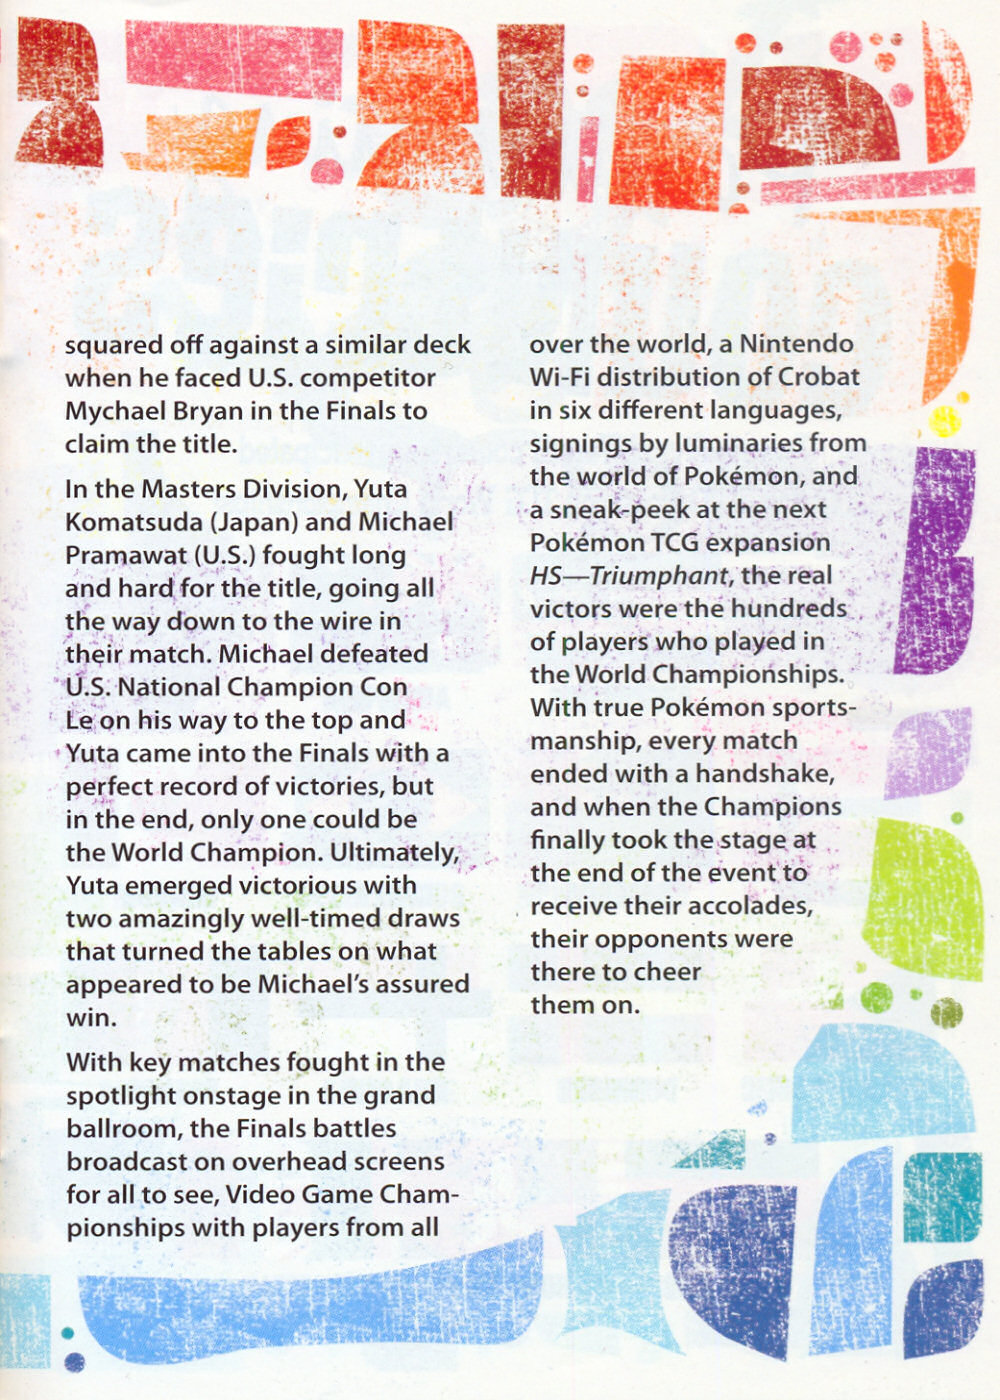 squared off against a similar deck
when he faced U.S. competitor
Mychael Bryan in the Finals to
claim the title.
In the Masters Division, Yuta
Komatsuda (Japan) and Michael
Pramawat (U.S.) fought long
and hard for the title, going all
the way down to the wire in
their match. Michael defeated
U.S. National Champion Con
Le on his way to the top and
Yuta came into the Finals with a
perfect record of victories, but
in the end, only one could be
the World Champion. Ultimately,
Yuta emerged victorious with
two amazingly well-timed draws
that turned the tables on what
appeared to be Michael’s assured
win.
With key matches fought in the
spotlight onstage in the grand
ballroom, the Finals battles
broadcast on overhead screens
for all to see, Video Game Cham-
pionships with players from all
over the world, a Nintendo
Wi-Fi distribution of Crobat
in six different languages,
signings by luminaries from
the world of Pokémon, and
a sneak-peek at the next
Pokémon TCG expansion
HS—Triumphant, the real
victors were the hundreds
of players who played in
the World Championships.
With true Pokémon sports-
manship, every match
ended with a handshake,
and when the Champions
finally took the stage at
the end of the event to
receive their accolades,
their opponents were
there to cheer
them on.